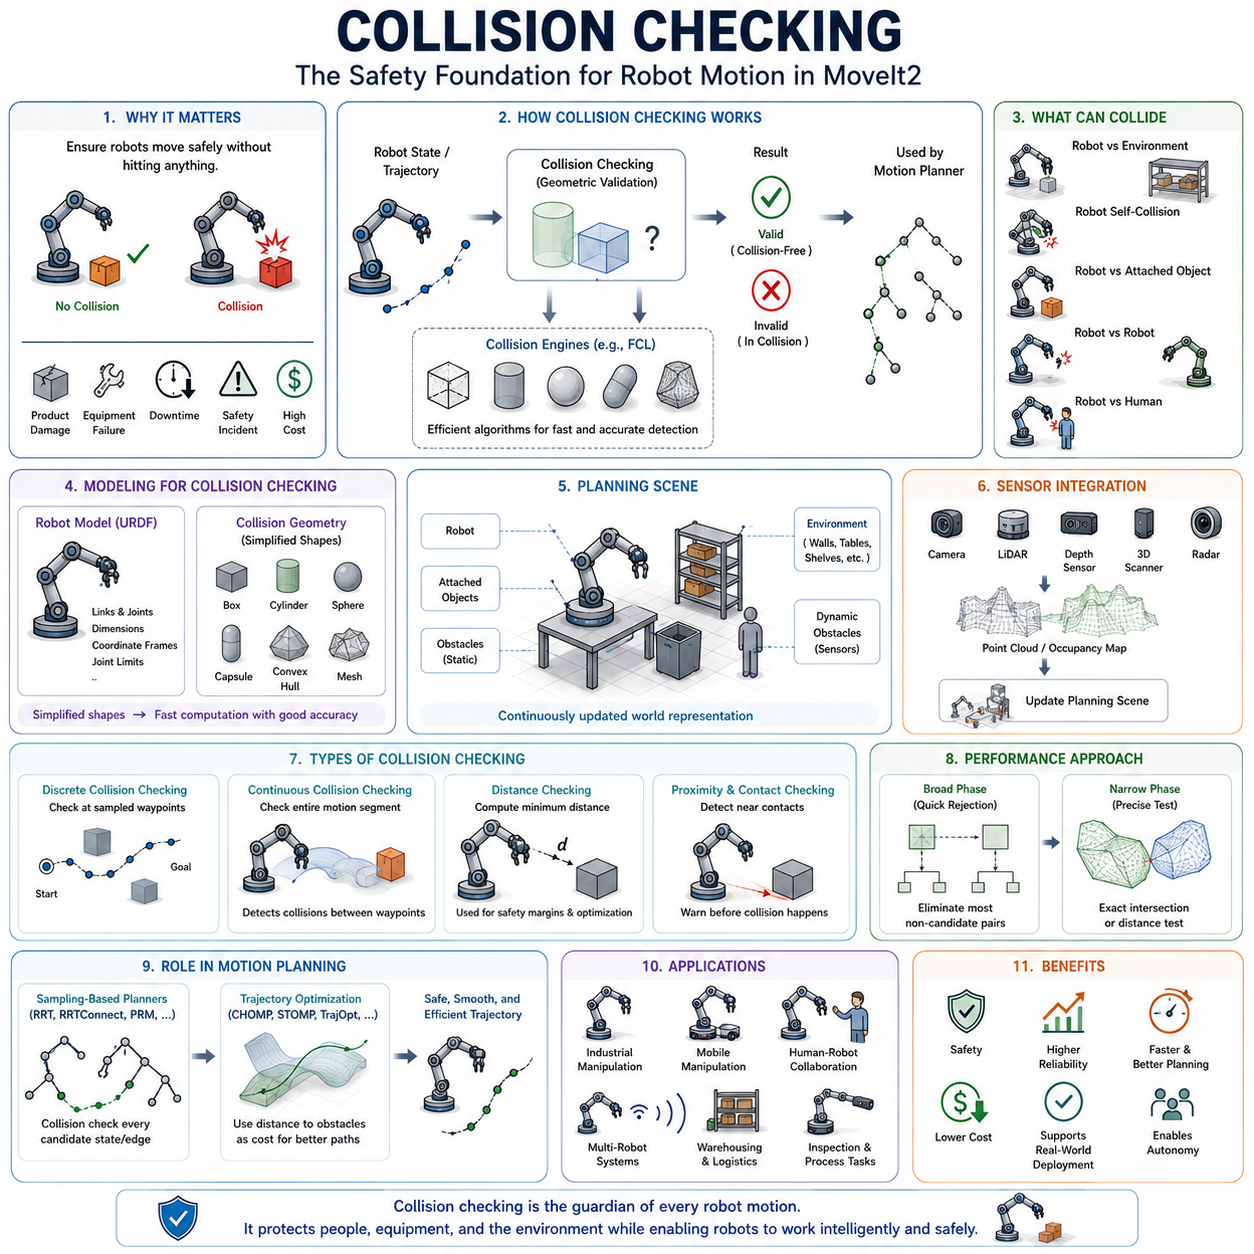 COLLISION CHECKING
The Safety Foundation for Robot Motion in MoveIt2
1. WHY IT MATTERS
Ensure robots move safely without
hitting anything.
No Collision
Collision
Product
Damage
Equipment
Failure
Downtime
Safety
Incident
High
Cost
2. HOW COLLISION CHECKING WORKS
Robot State /
Trajectory
Collision Checking
(Geometric Validation)
?
Result
Valid
( Collision-Free )
Invalid
( In Collision )
Used by
Motion Planner
Collision Engines (e.g., FCL)
Efficient algorithms for fast and accurate detection
3. WHAT CAN COLLIDE
Robot vs Environment
Robot Self-Collision
Robot vs Attached Object
Robot vs Robot
Robot vs Human
4. MODELING FOR COLLISION CHECKING
Robot Model (URDF)
Links & Joints
Dimensions
Coordinate Frames
Joint Limits
..
Collision Geometry
(Simplified Shapes)
Box
Cylinder
Sphere
Capsule
Convex
Hull
Mesh
Simplified shapes → Fast computation with good accuracy
5. PLANNING SCENE
Robot
Attached
Objects
Obstacles
(Static)
Environment
( Walls, Tables,
Shelves, etc. )
Dynamic
Obstacles
(Sensors)
Continuously updated world representation
6. SENSOR INTEGRATION
Camera
LiDAR
Depth
Sensor
3D
Scanner
Radar
Point Cloud / Occupancy Map
Update Planning Scene
7. TYPES OF COLLISION CHECKING
Discrete Collision Checking
Check at sampled waypoints
Start
Goal
Continuous Collision Checking
Check entire motion segment
Detects collisions between waypoints
Distance Checking
Compute minimum distance
d
Used for safety margins & optimization
Proximity & Contact Checking
Detect near contacts
Warn before collision happens
8. PERFORMANCE APPROACH
Broad Phase
(Quick Rejection)
Eliminate most
non-candidate pairs
Narrow Phase
(Precise Test)
Exact intersection
or distance test
9. ROLE IN MOTION PLANNING
Sampling-Based Planners
(RRT, RRTConnect, PRM, ...)
Collision check every
candidate state/edge
Trajectory Optimization
(CHOMP, STOMP, TrajOpt, ...)
Use distance to obstacles
as cost for better paths
Safe, Smooth, and
Efficient Trajectory
10. APPLICATIONS
Industrial
Manipulation
Mobile
Manipulation
Human-Robot
Collaboration
Multi-Robot
Systems
Warehousing
& Logistics
Inspection &
Process Tasks
11. BENEFITS
Safety
Higher
Reliability
Faster &
Better Planning
Lower Cost
Supports
Real-World
Deployment
Enables
Autonomy
Collision checking is the guardian of every robot motion.
It protects people, equipment, and the environment while enabling robots to work intelligently and safely.